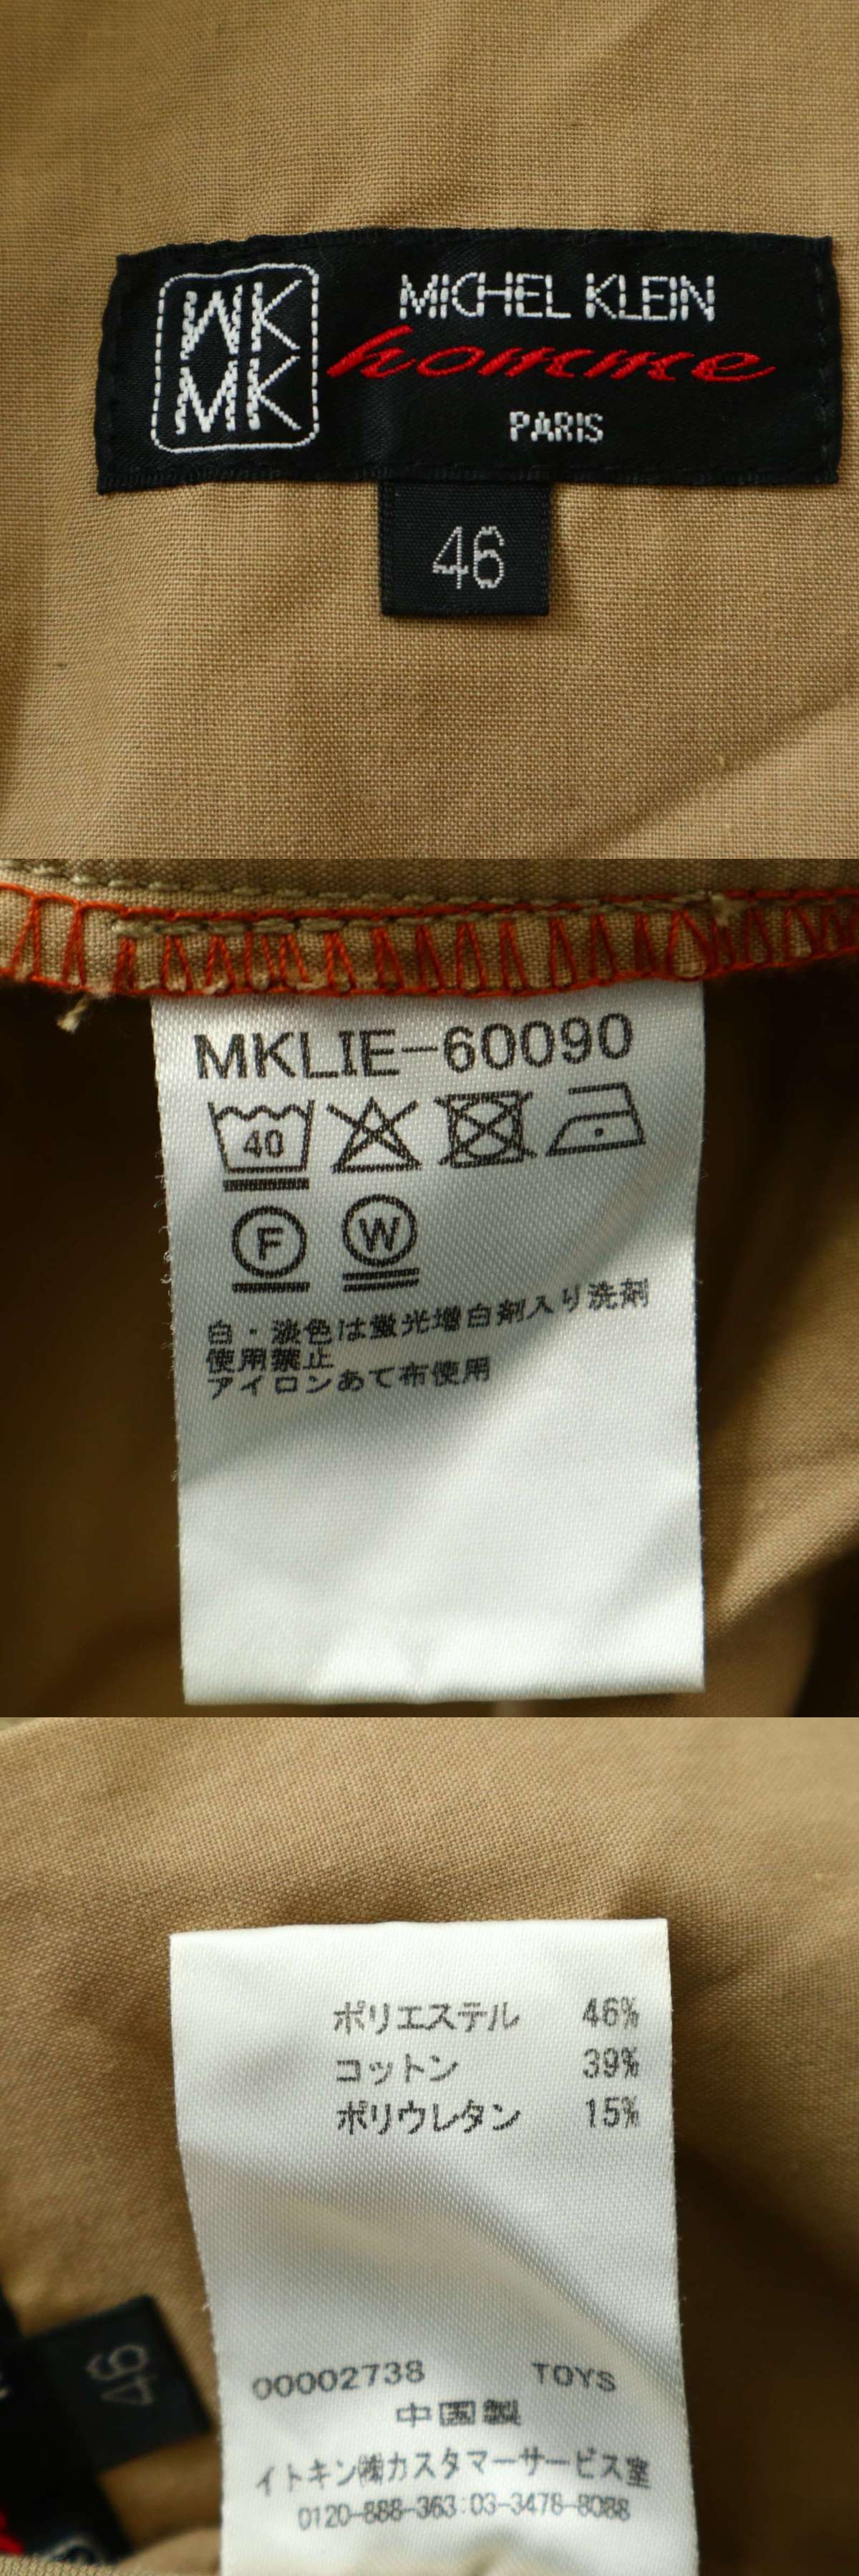 MK
MK
MICHEL KLEIN
homme
PARIS
46
MKLIE-60090
40
F
W
白・淡色は蛍光増白剤入り洗剤
使用禁止
アイロンあて布使用
ポリエステル 46%
コットン 39%
ポリウレタン 15%
46
00002738 TOYS
中国製
イトキン㈱カスタマーサービス室
0120-888-363:03-3478-8088